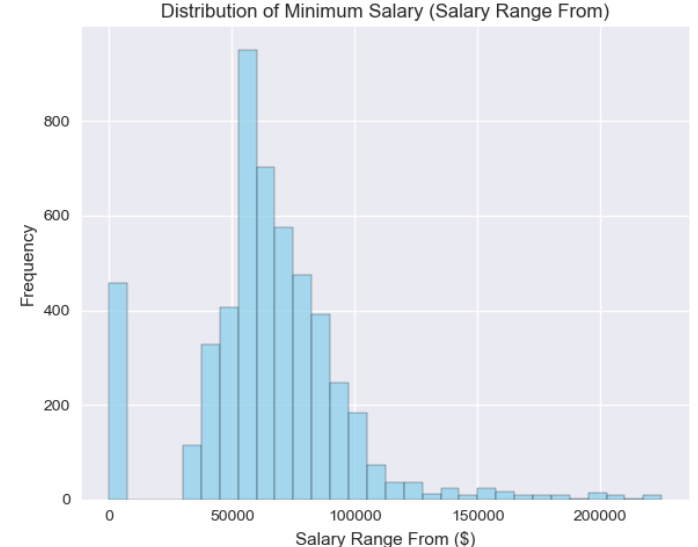 Distribution of Minimum Salary (Salary Range From)
800
600
400
200
0
Frequency
0 50000 100000 150000 200000
Salary Range From ($)